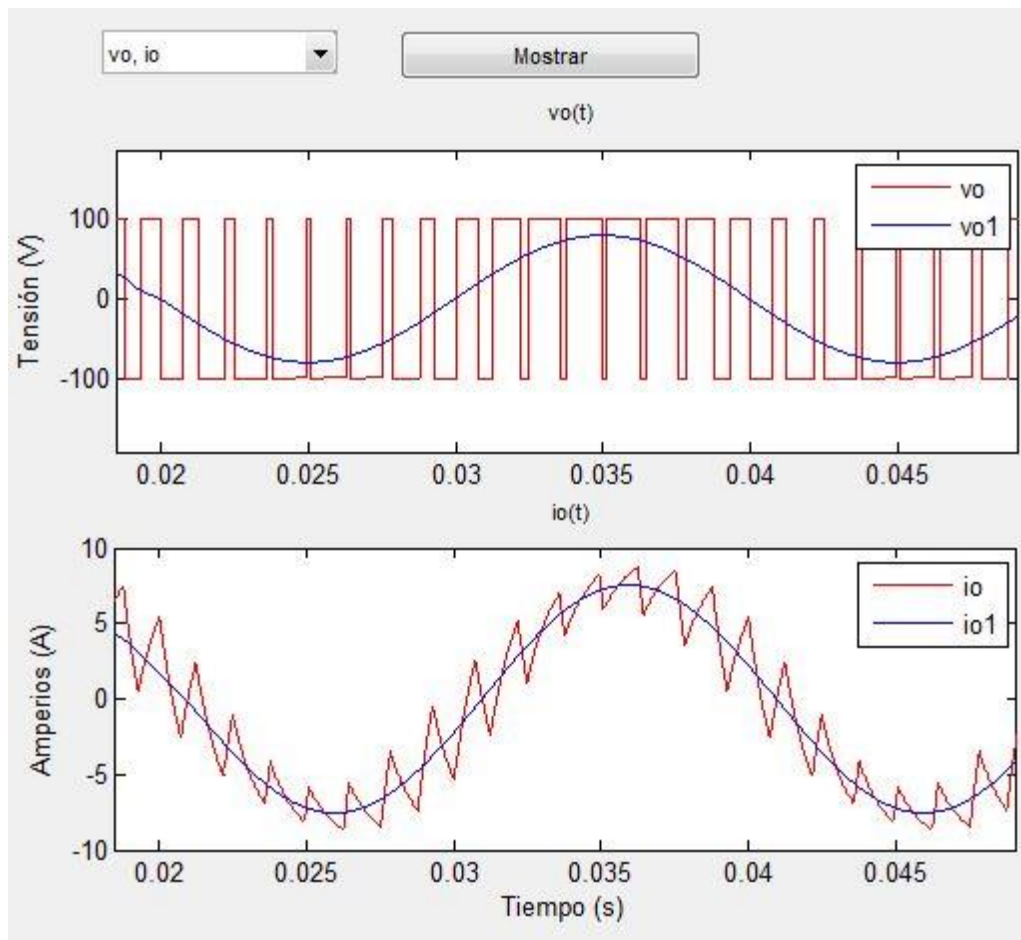 vo, io
Mostrar
vo(t)
Tensión (V)
100
0
-100
vo
vo1
0.02 0.025 0.03 0.035 0.04 0.045
io(t)
Amperios (A)
10
5
0
-5
-10
io
io1
0.02 0.025 0.03 0.035 0.04 0.045
Tiempo (s)